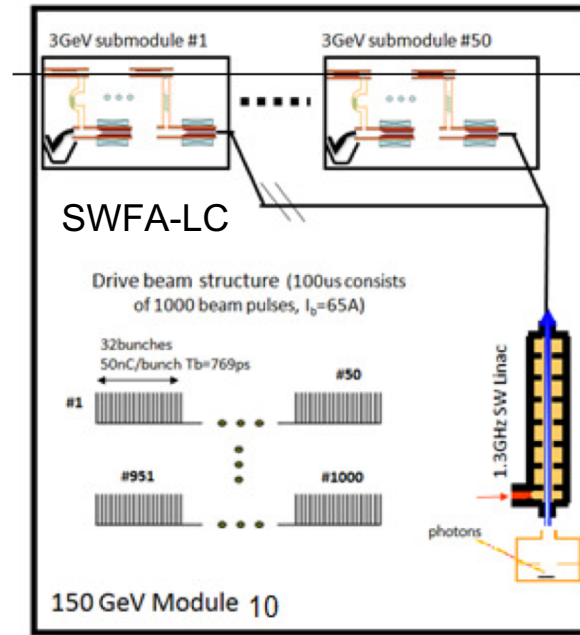 3GeV submodule #1
3GeV submodule #50
SWFA-LC
Drive beam structure (100us consists
of 1000 beam pulses, I_b=65A)
32bunches
50nC/bunch Tb=769ps
#1
#50
#951
#1000
1.3GHz SW Linac
photons
150 GeV Module 10